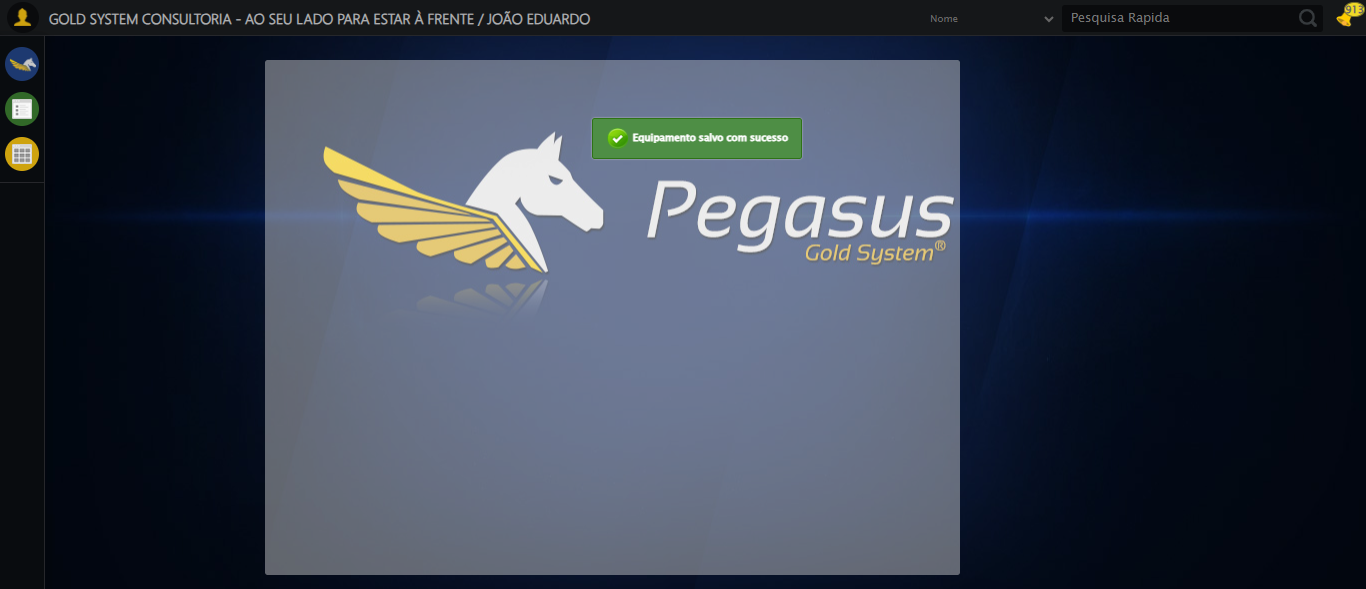 GOLD SYSTEM CONSULTORIA - AO SEU LADO PARA ESTAR À FRENTE / JOÃO EDUARDO
Nome
Pesquisa Rapida
913
Equipamento salvo com sucesso
Pegasus
Gold System®